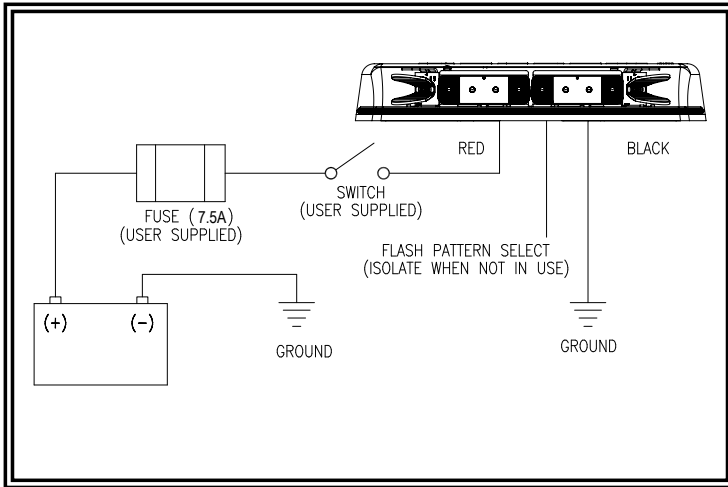 RED
BLACK
SWITCH
(USER SUPPLIED)
FUSE (7.5A)
(USER SUPPLIED)
FLASH PATTERN SELECT
(ISOLATE WHEN NOT IN USE)
(+)
(-)
GROUND
GROUND